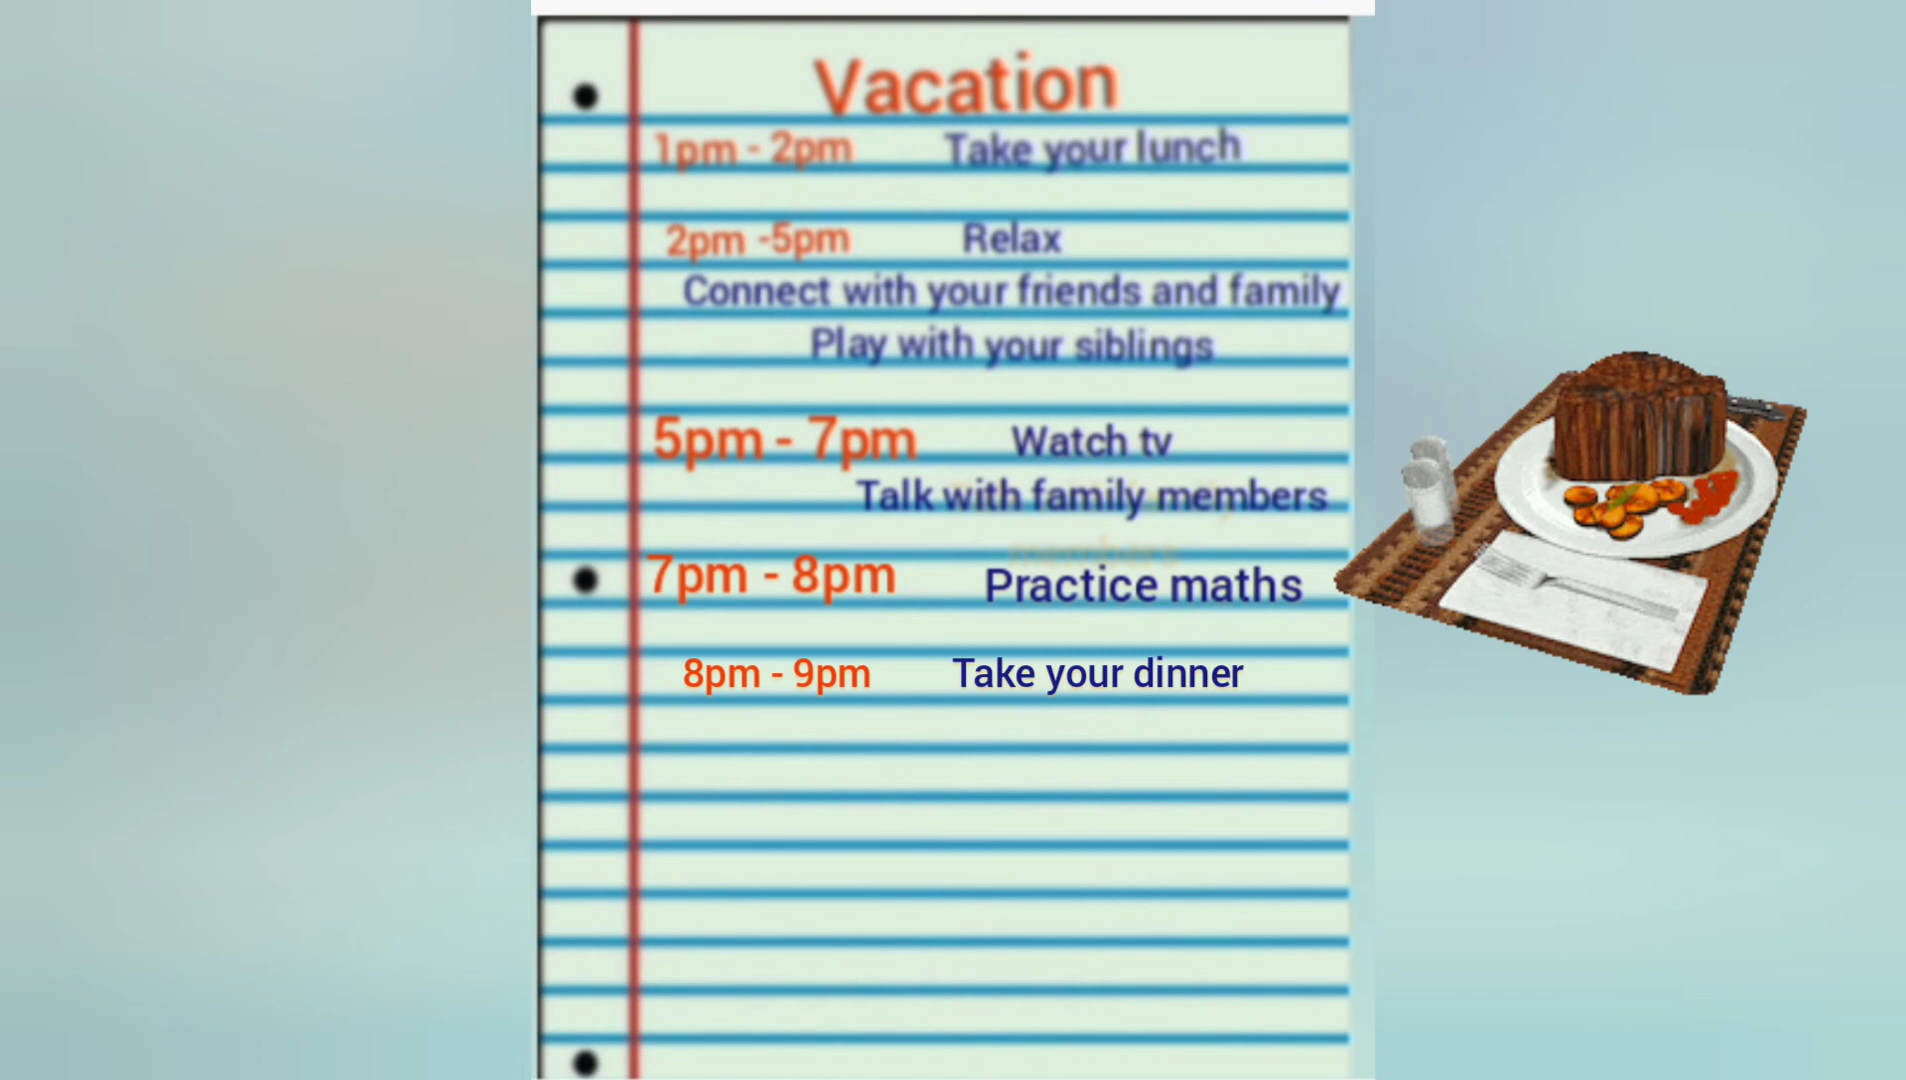 Vacation
1pm - 2pm Take your lunch
2pm -5pm Relax
Connect with your friends and family
Play with your siblings
5pm - 7pm Watch tv
Talk with family members
members
7pm - 8pm Practice maths
8pm - 9pm Take your dinner